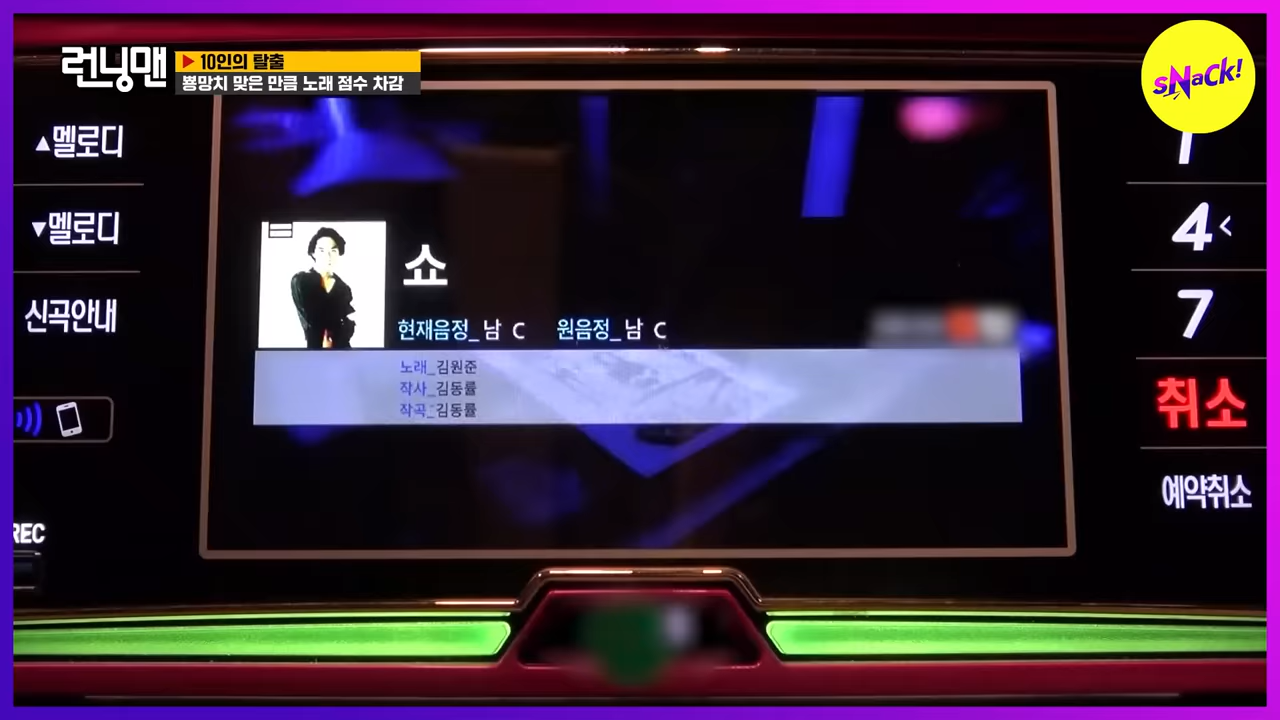 런닝맨
▶ 10인의 탈출
뿅망치 맞은 만큼 노래 점수 차감
sNacK!
▲멜로디
▼멜로디
신곡안내
REC
쇼
현재음정_남 C 원음정_남 C
노래_김원준
작사_김동률
작곡_김동률
1
4<
7
취소
예약취소